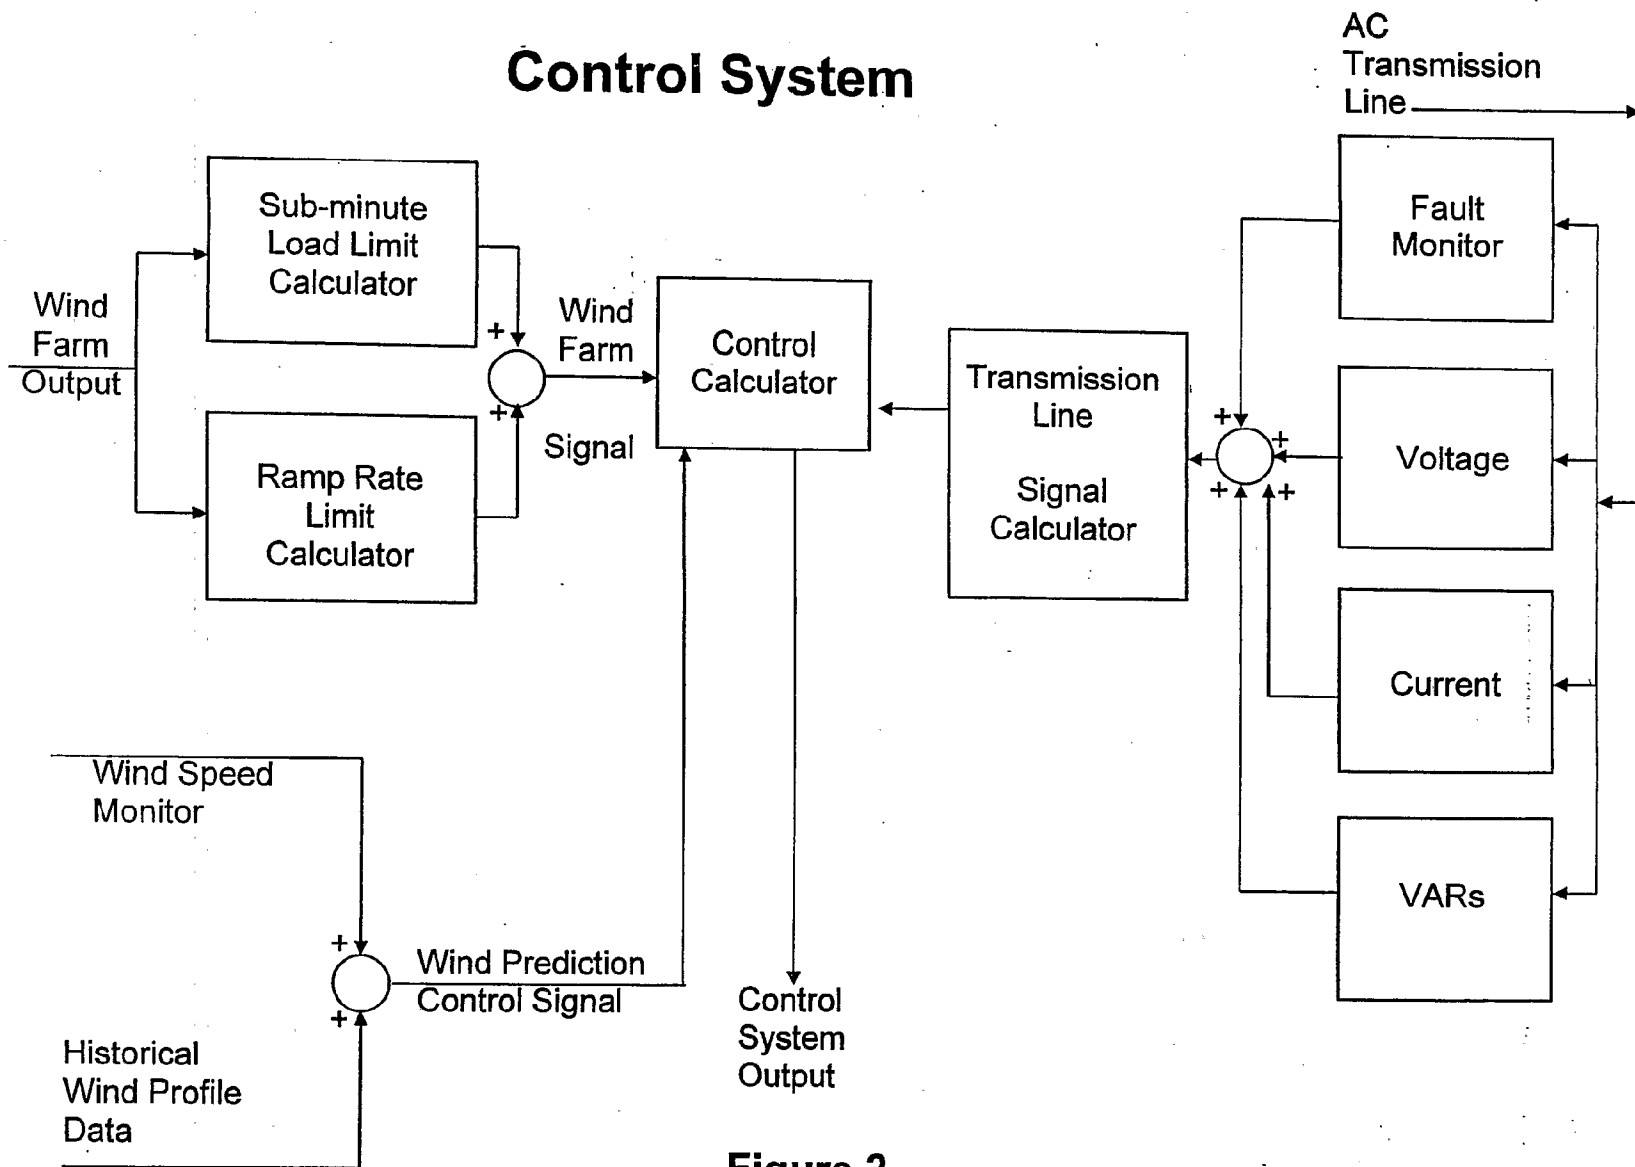 Control System
AC
Transmission
Line
Sub-minute
Load Limit
Calculator
Wind
Farm
Output
Ramp Rate
Limit
Calculator
+
+
Wind
Farm
Signal
Control
Calculator
Transmission
Line
Signal
Calculator
+
+
+
+
Fault
Monitor
Voltage
Current
VARs
Wind Speed
Monitor
+
+
Wind Prediction
Control Signal
Historical
Wind Profile
Data
Control
System
Output
Figure 2